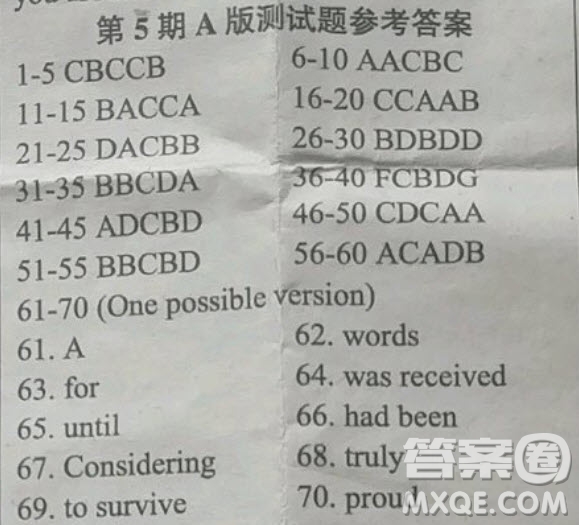 第 5 期 A 版测试题参考答案
1-5 CBCCB 6-10 AACBC
11-15 BACCA 16-20 CCAAB
21-25 DACBB 26-30 BDBDD
31-35 BBCDA 36-40 FCBDG
41-45 ADCBD 46-50 CDCAA
51-55 BBCBD 56-60 ACADB
61-70 (One possible version)
61. A 62. words
63. for 64. was received
65. until 66. had been
67. Considering 68. truly
69. to survive 70. proud
答案圈
MXQE.COM